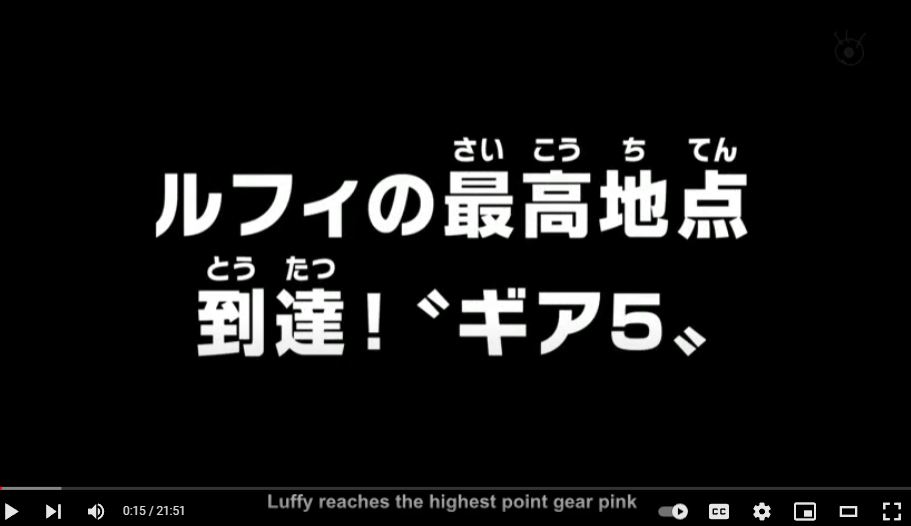 さい こう ち てん
ルフィの最高地点
とう たつ
到達!〝ギア5〟
Luffy reaches the highest point gear pink
0:15 / 21:51
CC